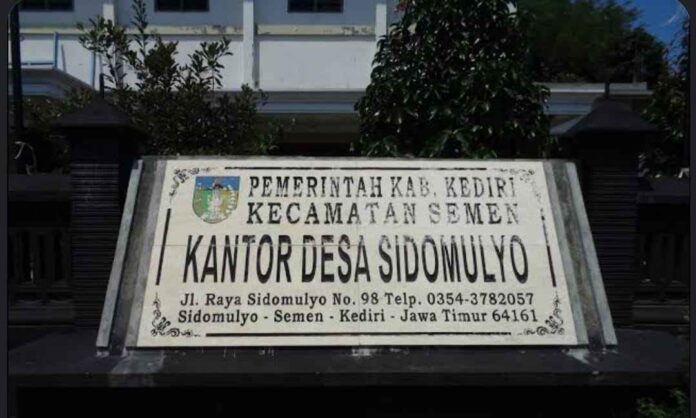 PEMERINTAH KAB. KEDIRI
KECAMATAN SEMEN
KANTOR DESA SIDOMULYO
Jl. Raya Sidomulyo No. 98 Telp. 0354-3782057
Sidomulyo - Semen - Kediri - Jawa Timur 64161